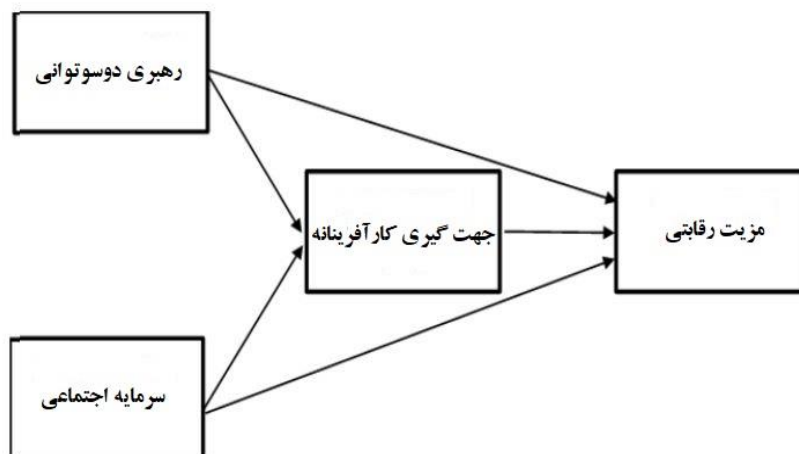 رهبری دوسوتوانی
جهت گیری کارآفرینانه
مزیت رقابتی
سرمایه اجتماعی